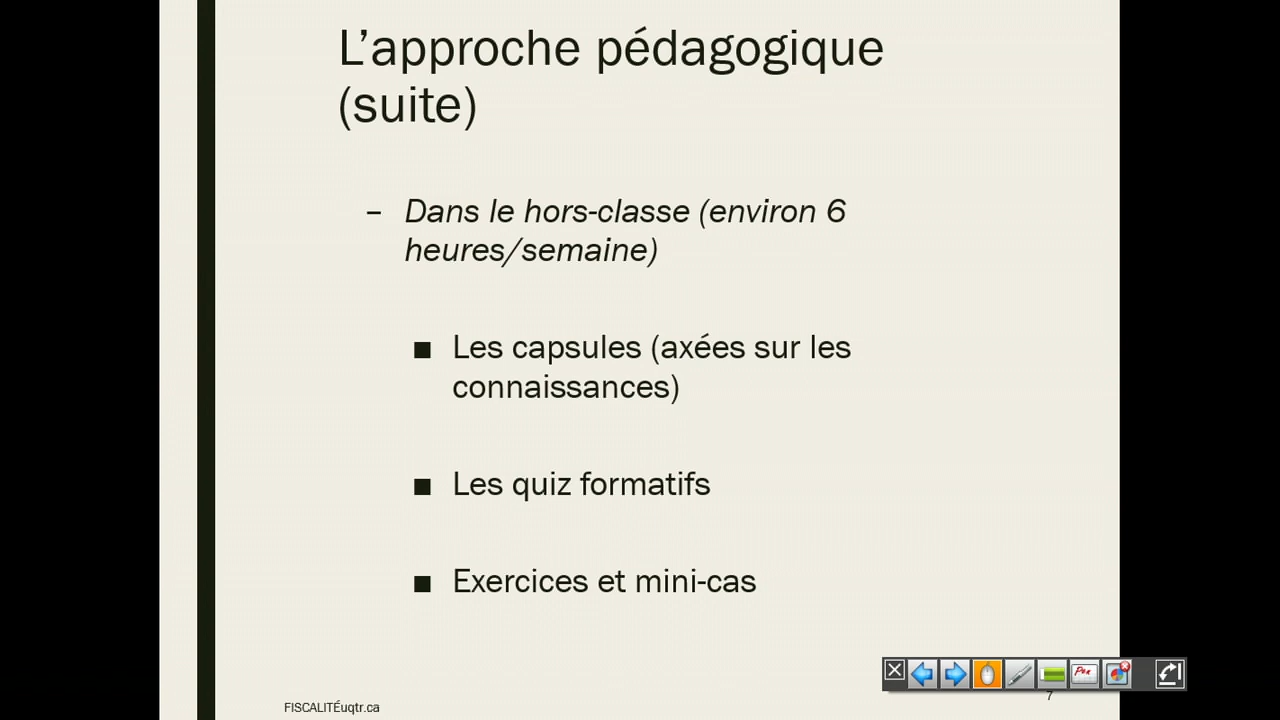 L’approche pédagogique
(suite)
– Dans le hors-classe (environ 6
heures/semaine)
■ Les capsules (axées sur les
connaissances)
■ Les quiz formatifs
■ Exercices et mini-cas
Pen
7
FISCALITÉuqtr.ca